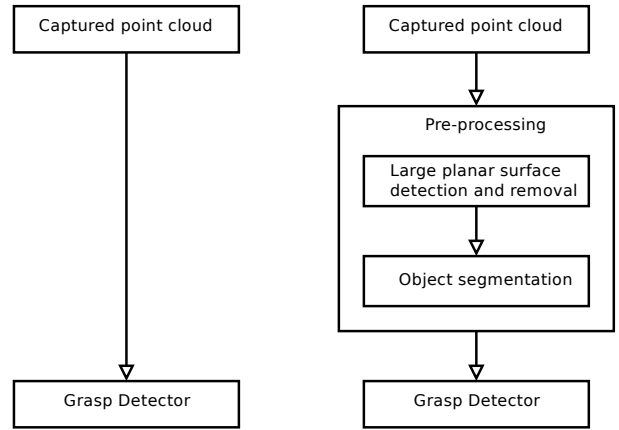 Captured point cloud
Grasp Detector
Captured point cloud
Pre-processing
Large planar surface
detection and removal
Object segmentation
Grasp Detector